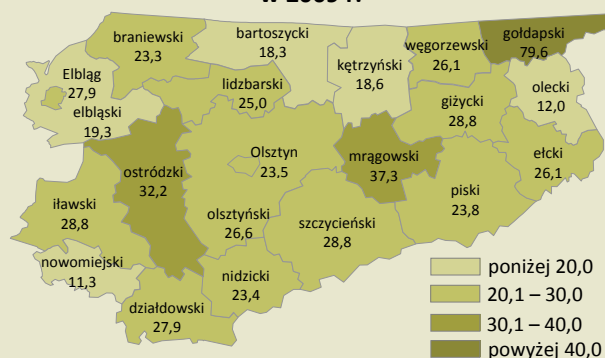 w 2009 r.
braniewski
23,3
bartoszycki
18,3
kętrzyński
18,6
węgorzewski
26,1
gołdapski
79,6
Elbląg
27,9
elbląski
19,3
lidzbarski
25,0
giżycki
28,8
olecki
12,0
ostródzki
32,2
Olsztyn
23,5
mrągowski
37,3
ełcki
26,1
iławski
28,8
olsztyński
26,6
szczycieński
28,8
piski
23,8
nowomiejski
11,3
nidzicki
23,4
działdowski
27,9
poniżej 20,0
20,1 – 30,0
30,1 – 40,0
powyżej 40,0